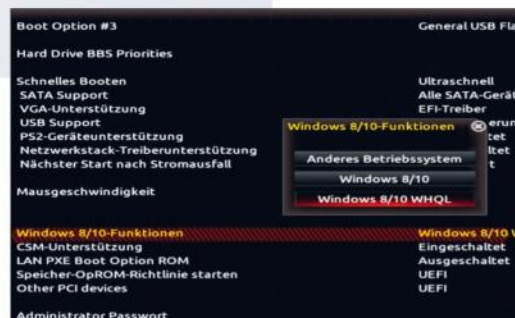 Boot Option #3 General USB Fla
Hard Drive BBS Priorities
Schnelles Booten Ultraschnell
SATA Support Alle SATA-Gerät
VGA-Unterstützung EFI-Treiber
USB Support erun
PS2-Geräteunterstützung tet
Netzwerkstack-Treiberunterstützung ltet
Nächster Start nach Stromausfall t
Windows 8/10-Funktionen
Anderes Betriebssystem
Windows 8/10
Windows 8/10 WHQL
Mausgeschwindigkeit
Windows 8/10-Funktionen Windows 8/10 W
CSM-Unterstützung Eingeschaltet
LAN PXE Boot Option ROM Ausgeschaltet
Speicher-OpROM-Richtlinie starten UEFI
Other PCI devices UEFI
Administrator Passwort